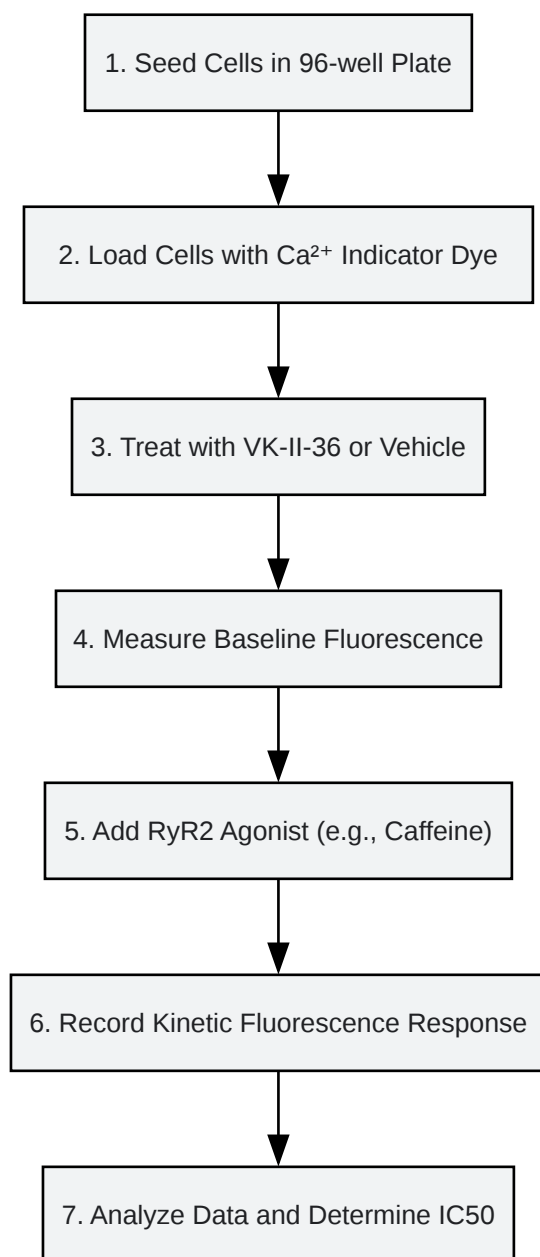 1. Seed Cells in 96-well Plate
2. Load Cells with Ca²⁺ Indicator Dye
3. Treat with VK-II-36 or Vehicle
4. Measure Baseline Fluorescence
5. Add RyR2 Agonist (e.g., Caffeine)
6. Record Kinetic Fluorescence Response
7. Analyze Data and Determine IC50